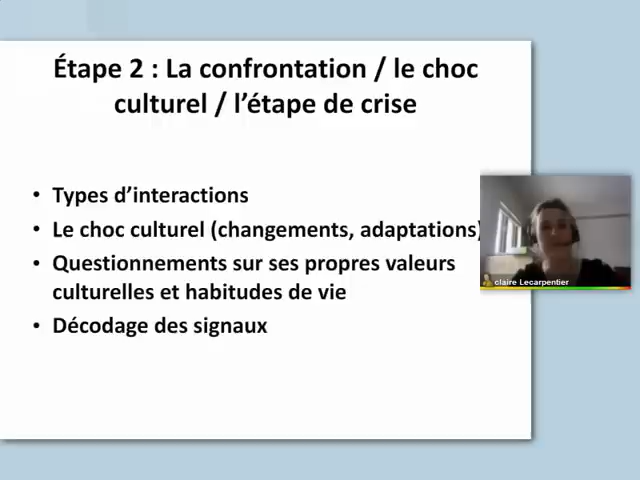 Étape 2 : La confrontation / le choc
culturel / l’étape de crise
• Types d’interactions
• Le choc culturel (changements, adaptations)
• Questionnements sur ses propres valeurs
culturelles et habitudes de vie
• Décodage des signaux
claire Lecarpentier